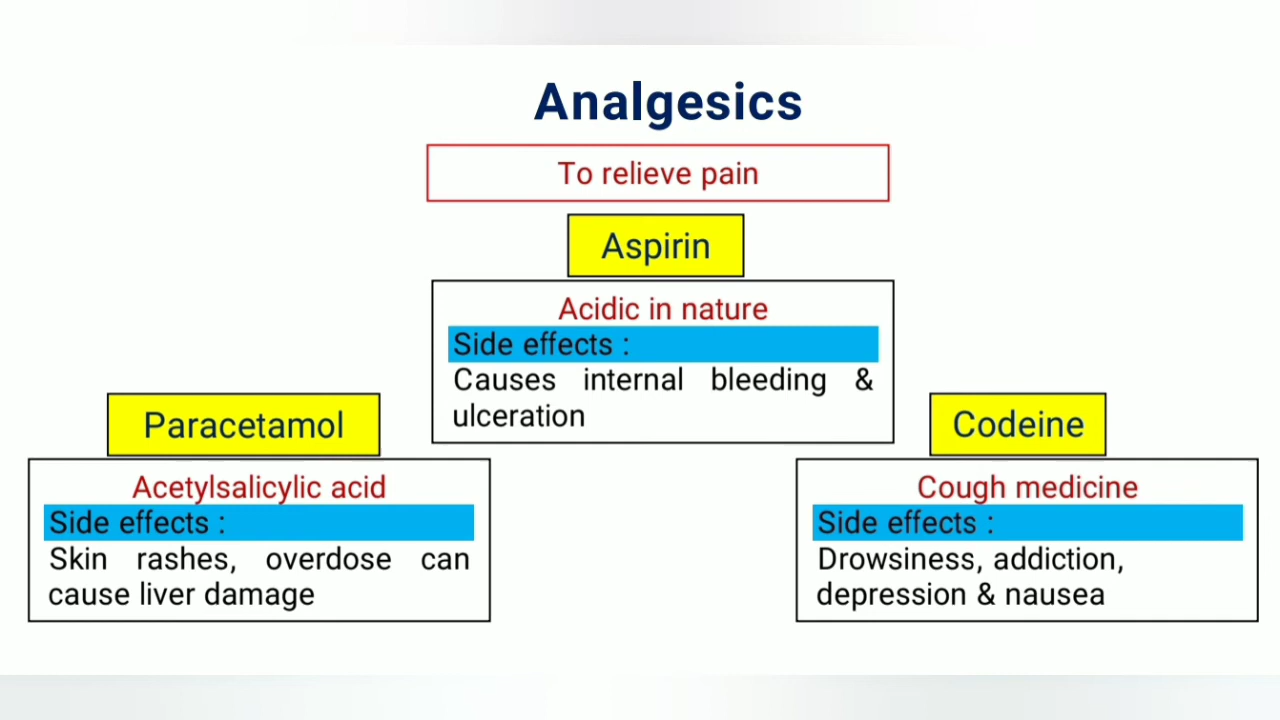 Analgesics
To relieve pain
Aspirin
Acidic in nature
Side effects :
Causes internal bleeding &
ulceration
Paracetamol
Acetylsalicylic acid
Side effects :
Skin rashes, overdose can
cause liver damage
Codeine
Cough medicine
Side effects :
Drowsiness, addiction,
depression & nausea